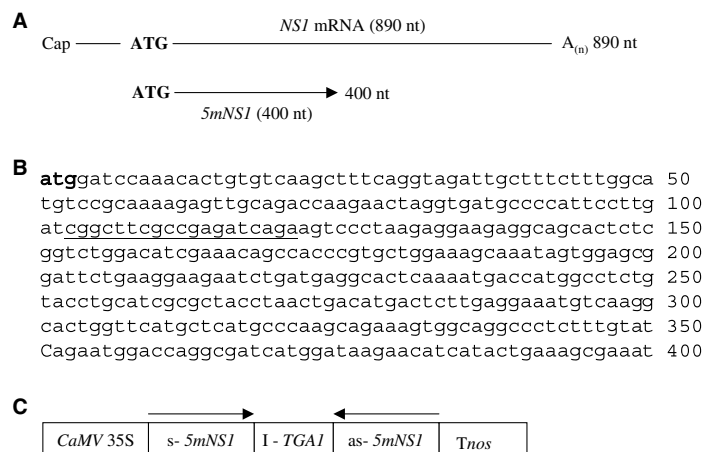 A
NS1 mRNA (890 nt)
Cap ATG A(n) 890 nt
ATG 400 nt
5mNS1 (400 nt)
B
atggatccaaacactgtgtcaagctttcaggtagattgctttctttggca 50
tgtccgcaaaagagttgcagaccaagaactaggtgatgccccattccttg 100
atcggcttcgccgagatcagaagtccctaagaggaagaggcagcactctc 150
ggtctggacatcgaaacagccacccgtgctggaaagcaaatagtggagcg 200
gattctgaaggaagaatctgatgaggcactcaaaatgaccatggcctctg 250
tacctgcatcgcgctacctaactgacatgactcttgaggaaatgtcaagg 300
cactggttcatgctcatgcccaagcagaaagtggcaggccctctttgtat 350
Cagaatggaccaggcgatcatggataagaacatcatactgaaagcgaaat 400
C
CaMV 35S s- 5mNS1 I - TGA1 as- 5mNS1 Tnos